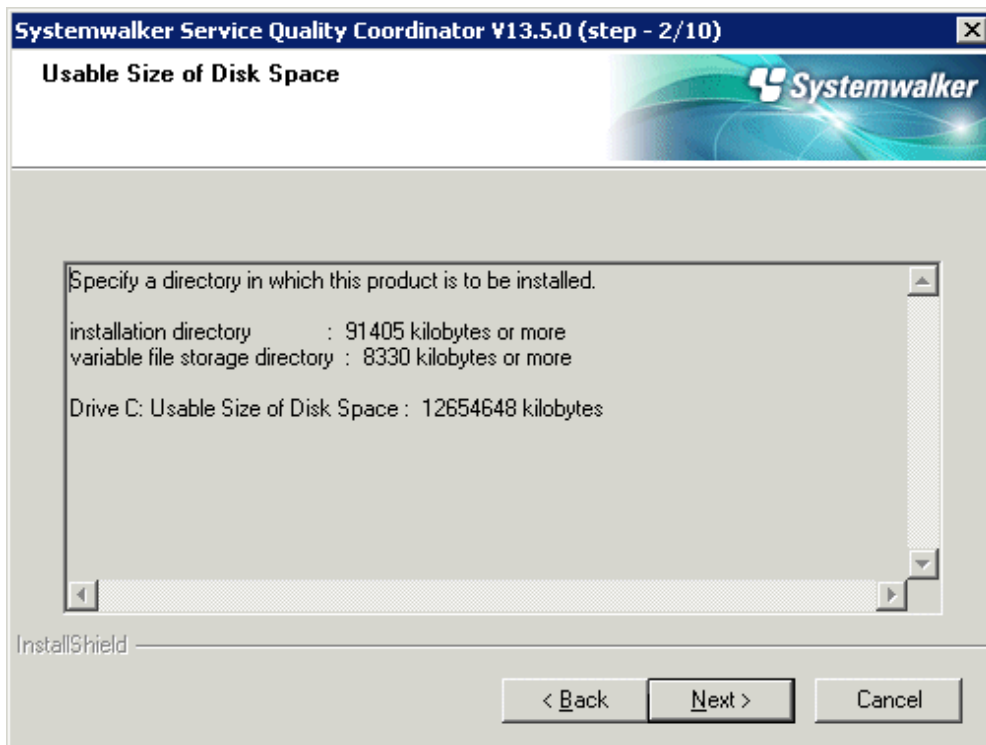 Systemwalker Service Quality Coordinator V13.5.0 (step - 2/10)
Usable Size of Disk Space
Systemwalker
Specify a directory in which this product is to be installed.
installation directory : 91405 kilobytes or more
variable file storage directory : 8330 kilobytes or more
Drive C: Usable Size of Disk Space : 12654648 kilobytes
InstallShield
< Back Next > Cancel